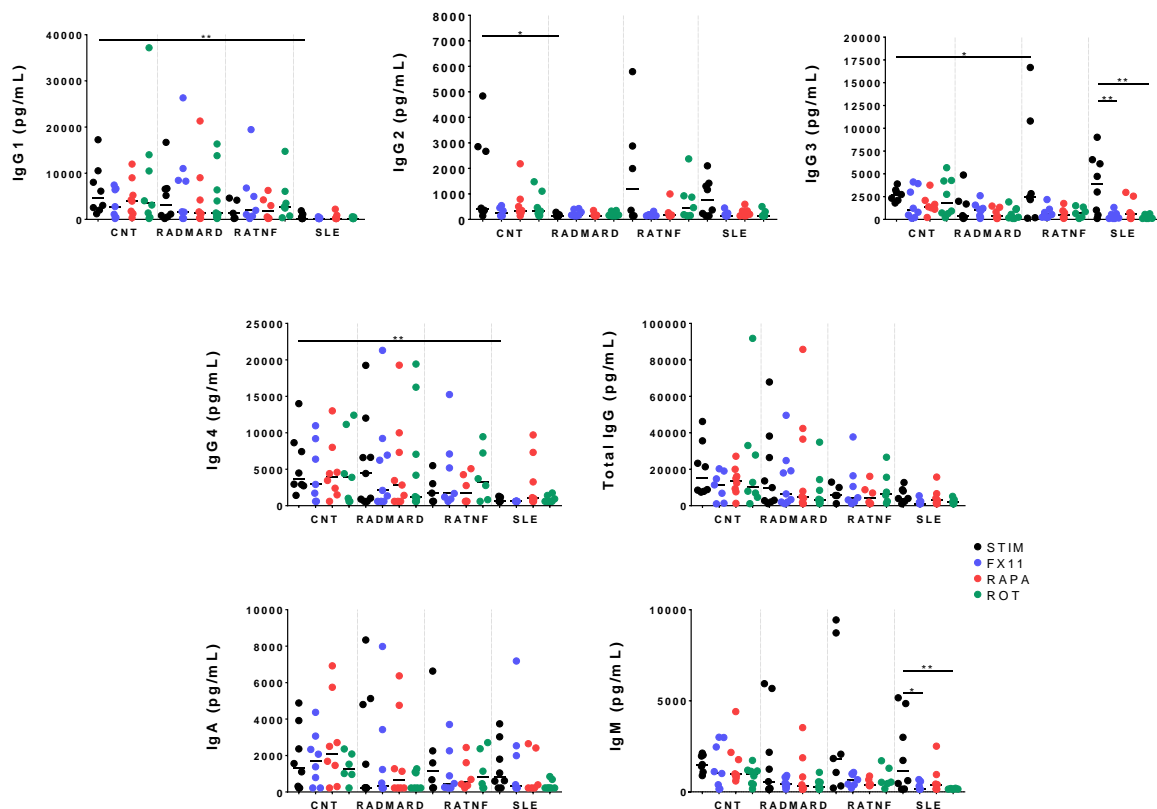 IgG1 (pg/mL)
40000
30000
20000
10000
0
**
CNT RADMARD RATNF SLE
IgG2 (pg/mL)
8000
7000
6000
5000
4000
3000
2000
1000
0
*
CNT RADMARD RATNF SLE
IgG3 (pg/mL)
20000
17500
15000
12500
10000
7500
5000
2500
0
*
**
**
CNT RADMARD RATNF SLE
IgG4 (pg/mL)
25000
20000
15000
10000
5000
0
**
CNT RADMARD RATNF SLE
Total IgG (pg/mL)
100000
80000
60000
40000
20000
0
CNT RADMARD RATNF SLE
STIM
FX11
RAPA
ROT
IgA (pg/mL)
10000
8000
6000
4000
2000
0
CNT RADMARD RATNF SLE
IgM (pg/mL)
10000
5000
0
**
*
CNT RADMARD RATNF SLE